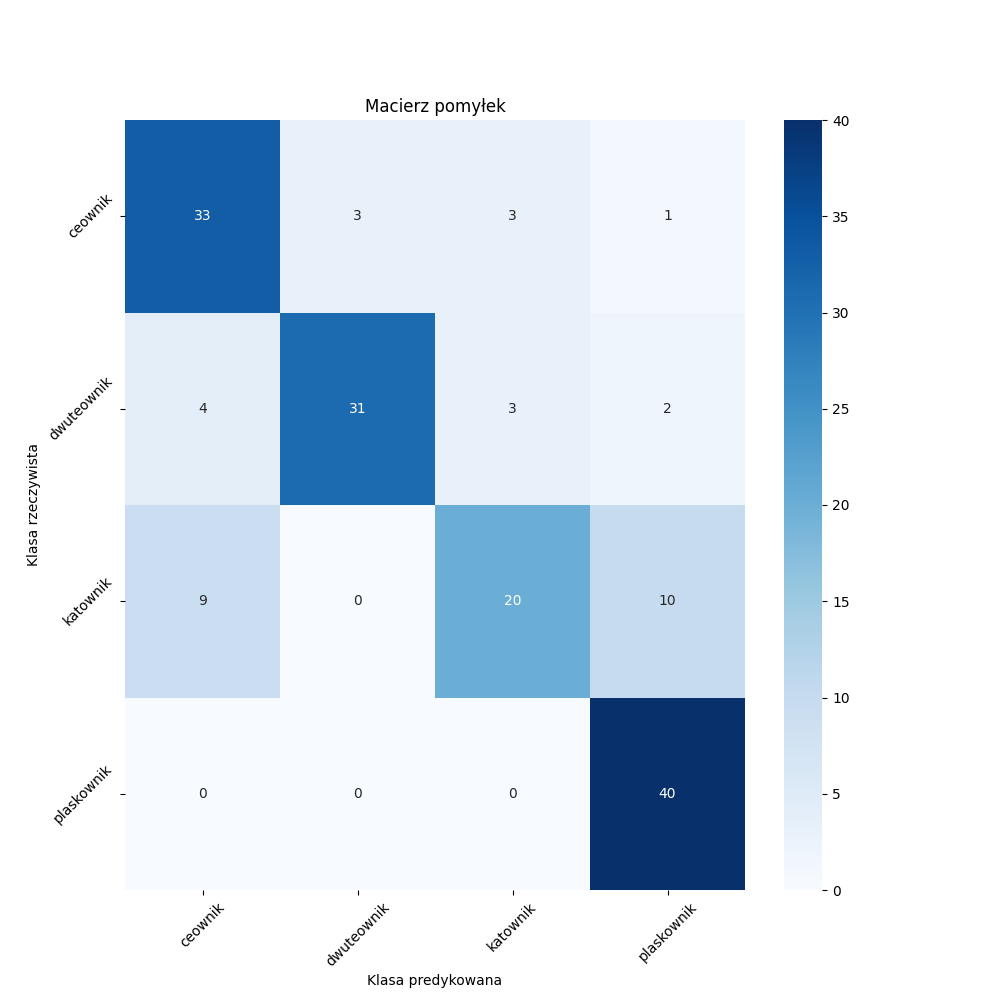 Macierz pomyłek
ceownik
33 3 3 1
dwuteownik
4 31 3 2
katownik
9 0 20 10
plaskownik
0 0 0 40
Klasa rzeczywista
ceownik dwuteownik katownik plaskownik
Klasa predykowana
40
35
30
25
20
15
10
5
0